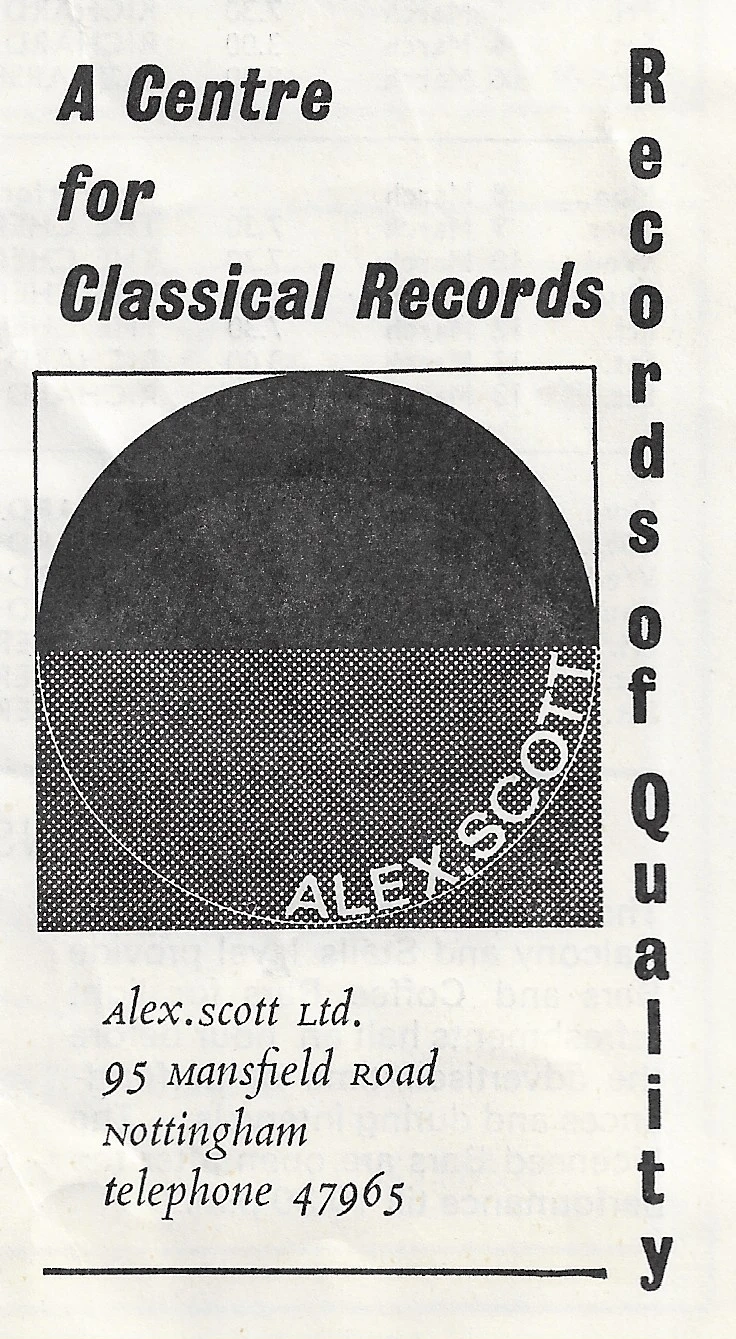 A Centre
for
Classical Records
Records of Quality
ALEX.SCOTT
Alex.scott Ltd.
95 Mansfield Road
Nottingham
telephone 47965